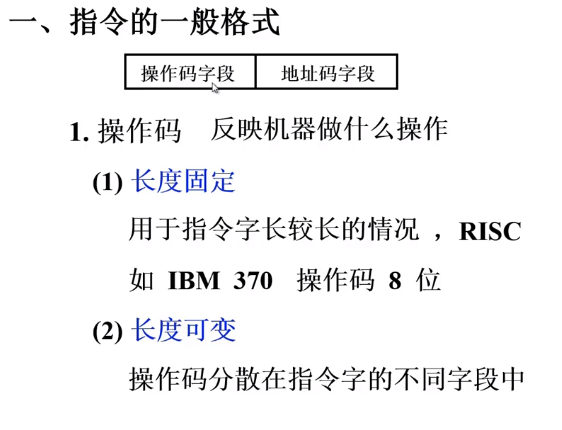 一、指令的一般格式
操作码字段 地址码字段
1. 操作码 反映机器做什么操作
(1) 长度固定
用于指令字长较长的情况 ，RISC
如 IBM 370 操作码 8 位
(2) 长度可变
操作码分散在指令字的不同字段中